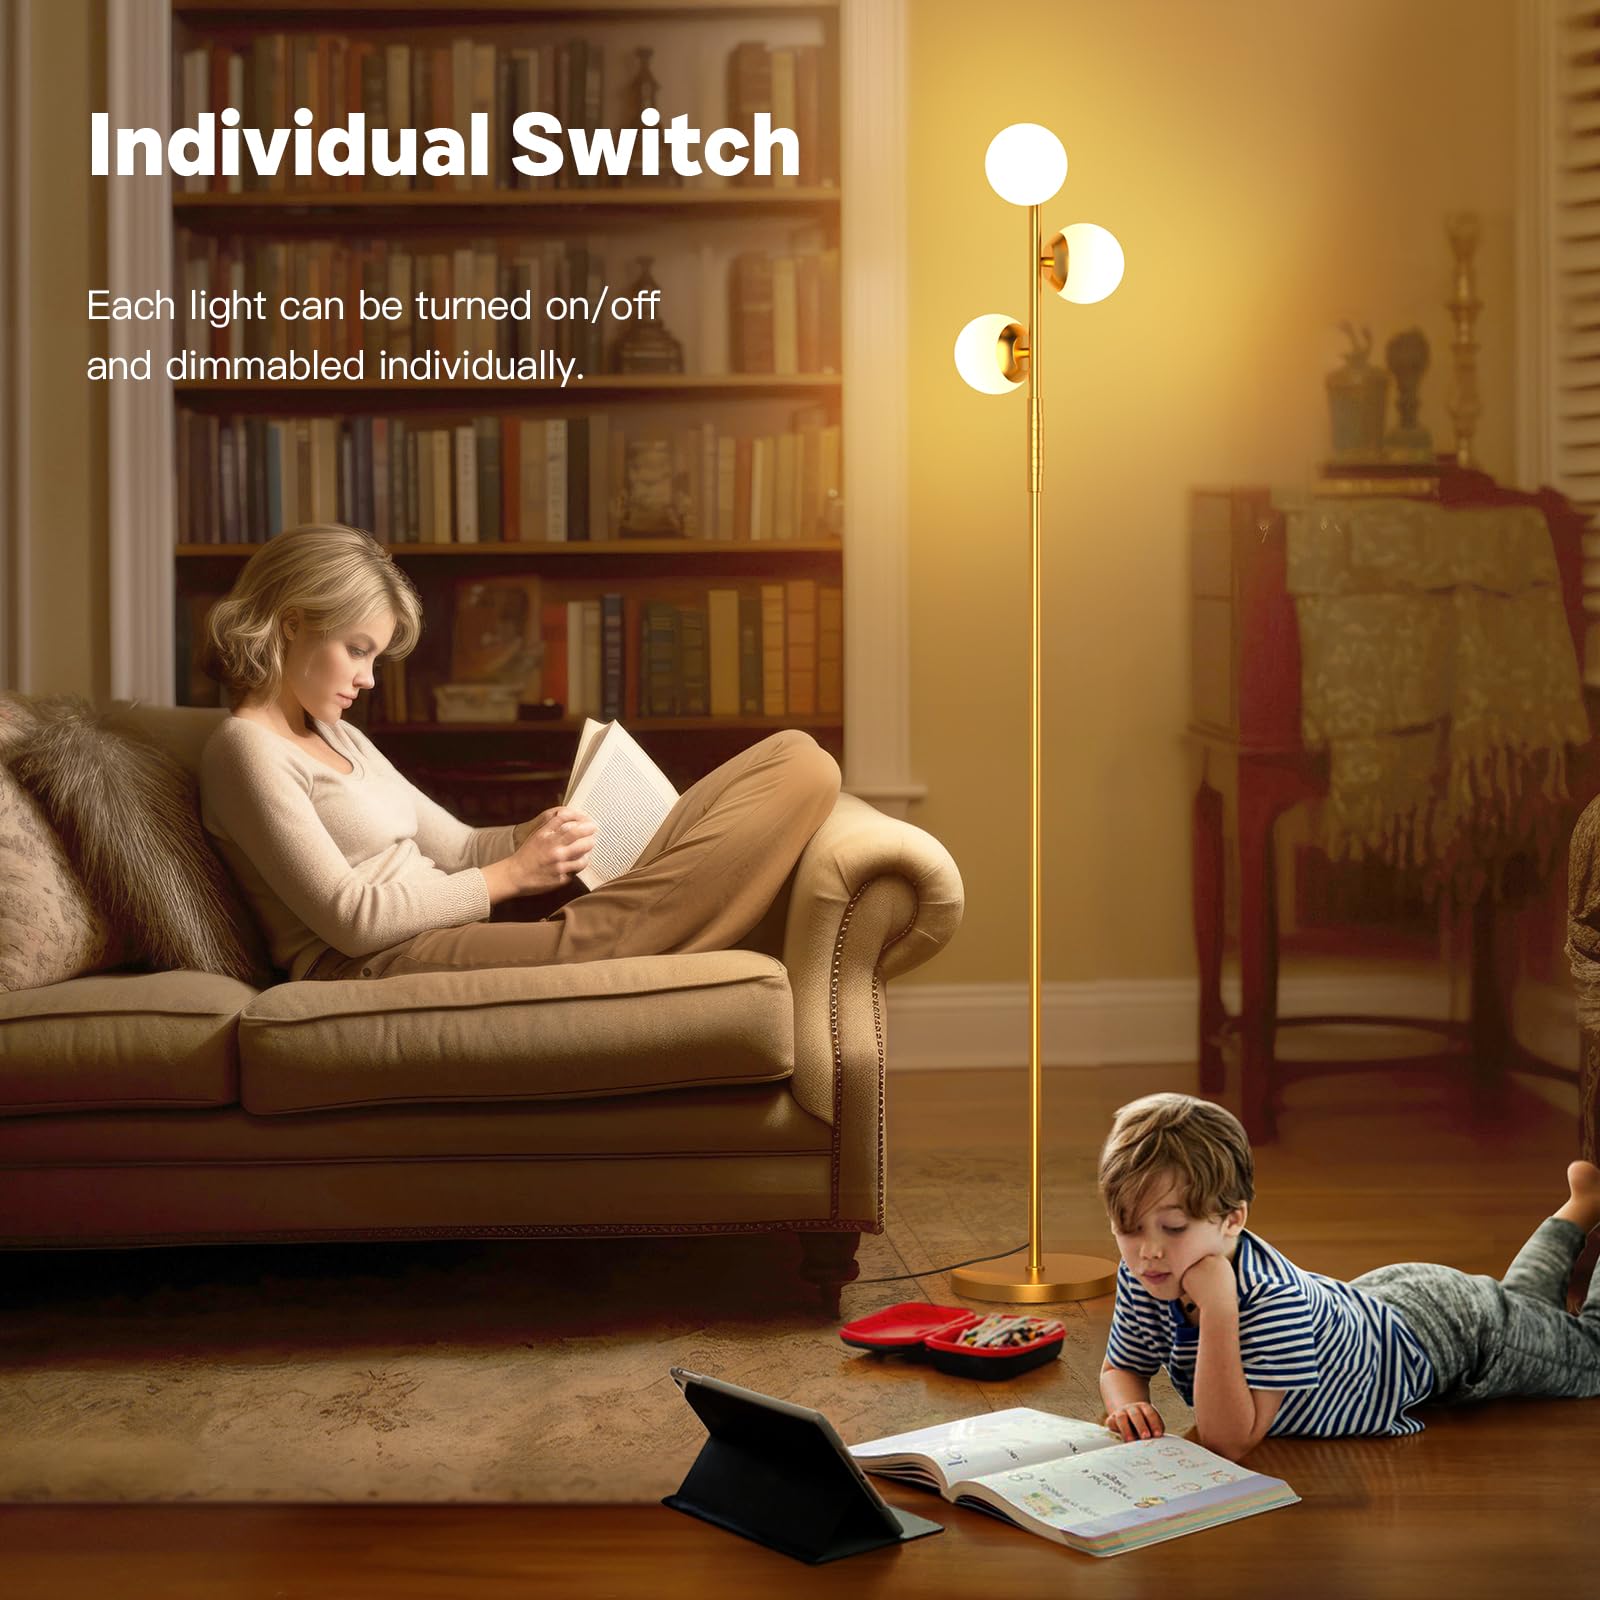 Individual Switch
Each light can be turned on/off
and dimmabled individually.